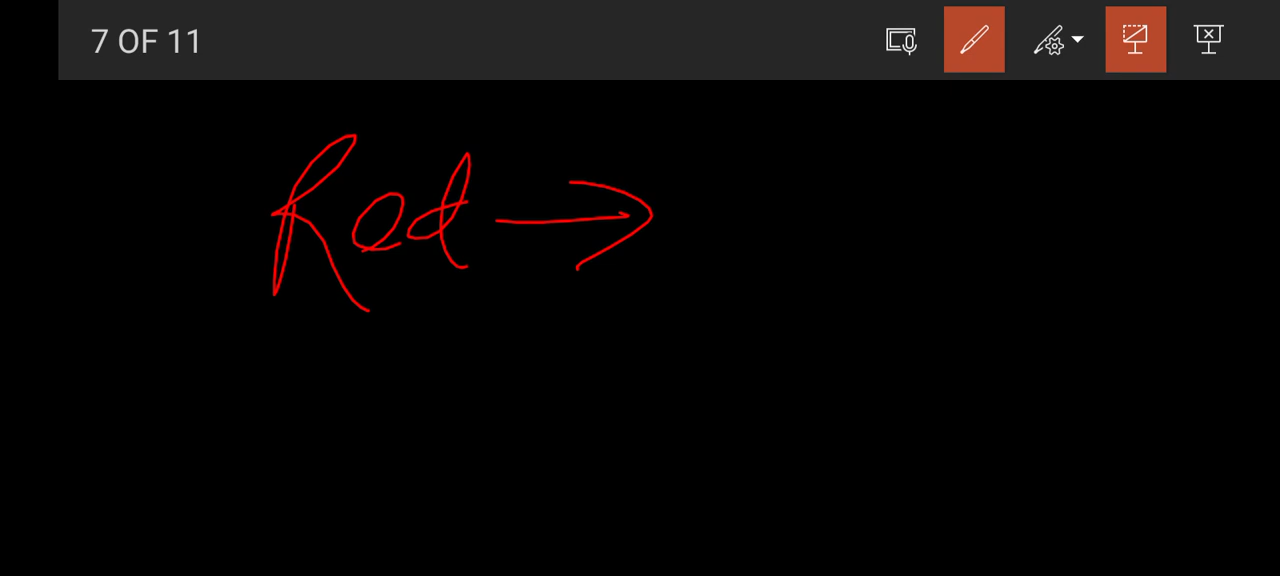 7 OF 11
Red →